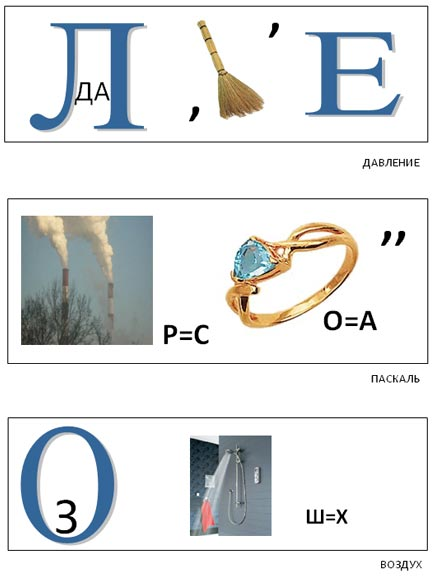 Л ДА , ’ Е
ДАВЛЕНИЕ
Р=С О=А ’’
ПАСКАЛЬ
О З Ш=Х
ВОЗДУХ